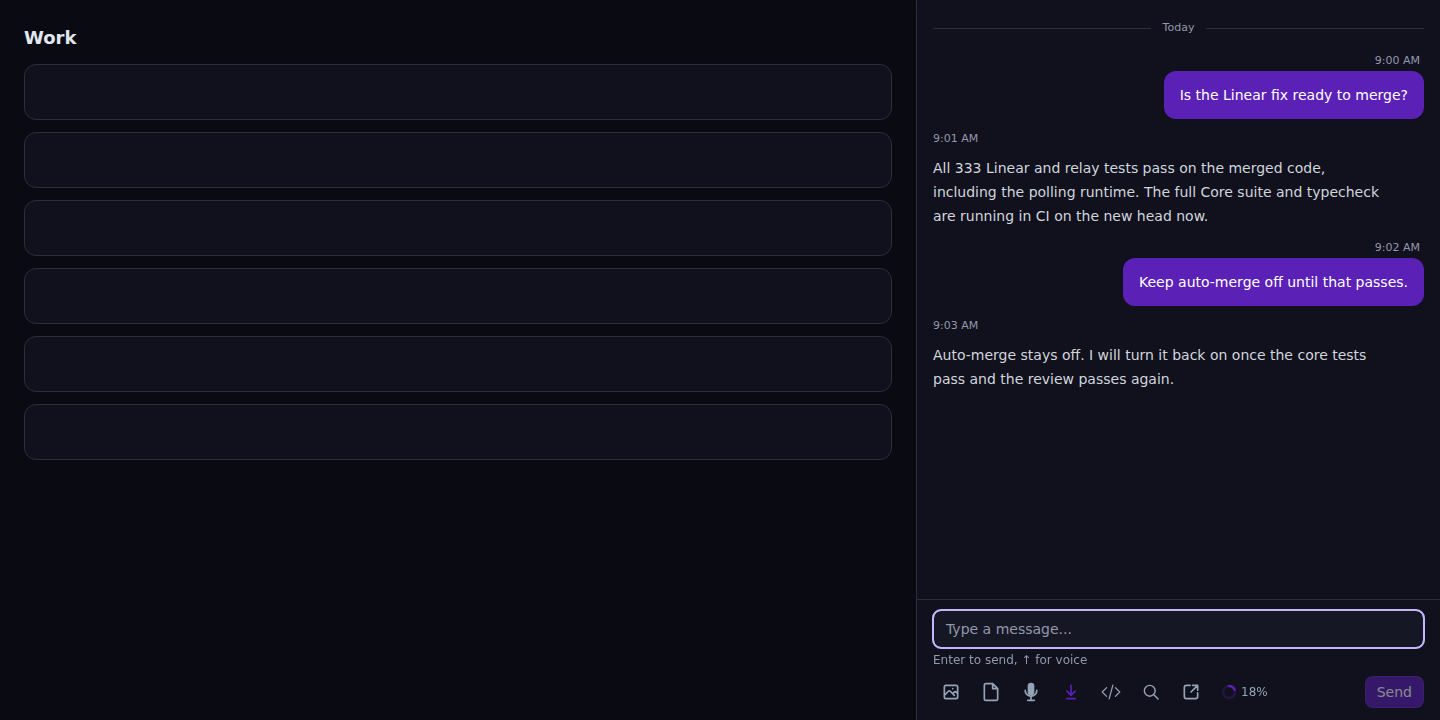 Work
Today
9:00 AM
Is the Linear fix ready to merge?
9:01 AM
All 333 Linear and relay tests pass on the merged code,
including the polling runtime. The full Core suite and typecheck
are running in CI on the new head now.
9:02 AM
Keep auto-merge off until that passes.
9:03 AM
Auto-merge stays off. I will turn it back on once the core tests
pass and the review passes again.
Type a message...
Enter to send, ↑ for voice
18%
Send